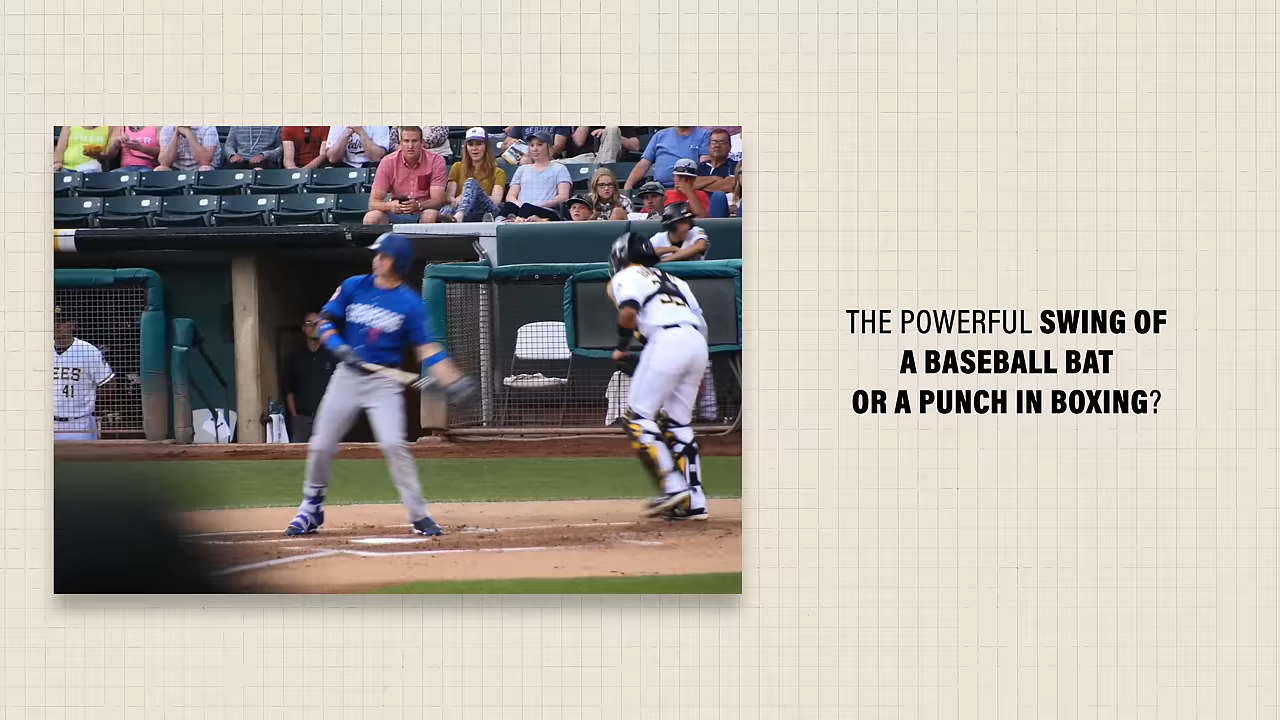 EES
41
THE POWERFUL SWING OF
A BASEBALL BAT
OR A PUNCH IN BOXING?